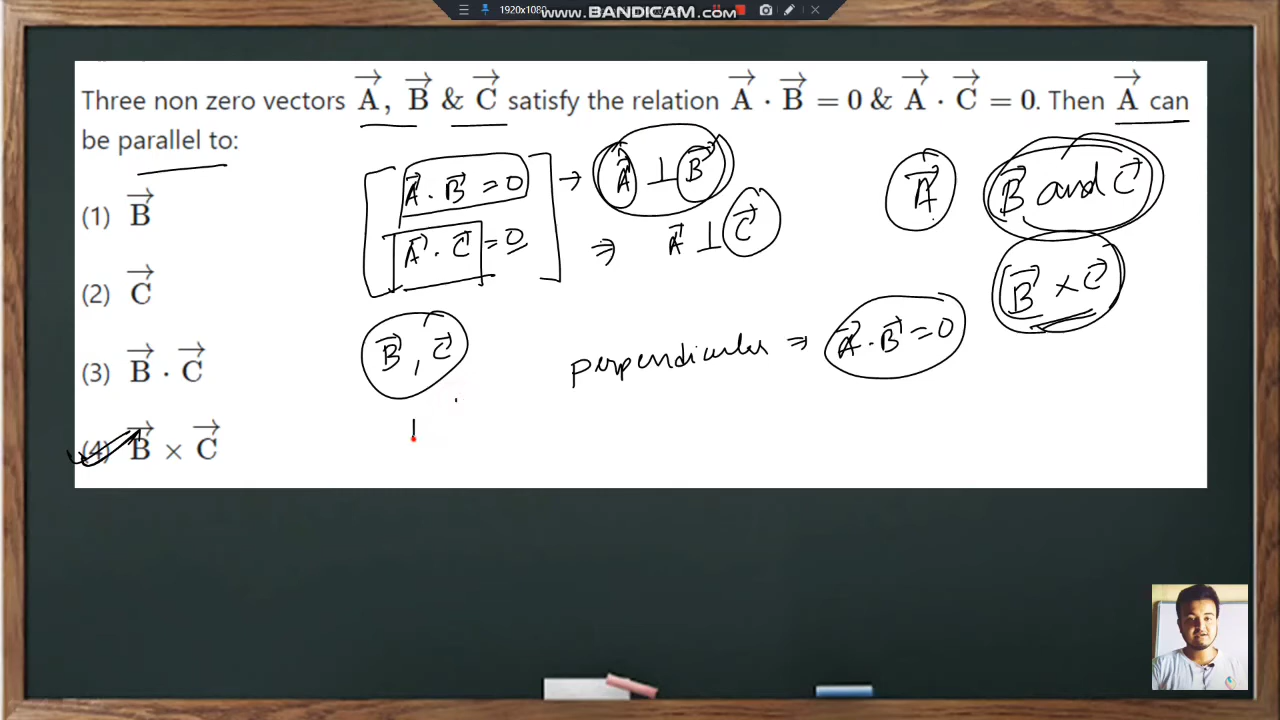 1920x1080
www.BANDICAM.com
Three non zero vectors A⃗, B⃗ & C⃗ satisfy the relation A⃗ · B⃗ = 0 & A⃗ · C⃗ = 0. Then A⃗ can
be parallel to:
(1) B⃗
(2) C⃗
(3) B⃗ · C⃗
(4) B⃗ × C⃗
A⃗ · B⃗ = 0 → A⃗ ⊥ B⃗
A⃗ · C⃗ = 0 ⇒ A⃗ ⊥ C⃗
A⃗ B⃗ and C⃗
B⃗ × C⃗
B⃗, C⃗
perpendicular ⇒ A⃗ · B⃗ = 0